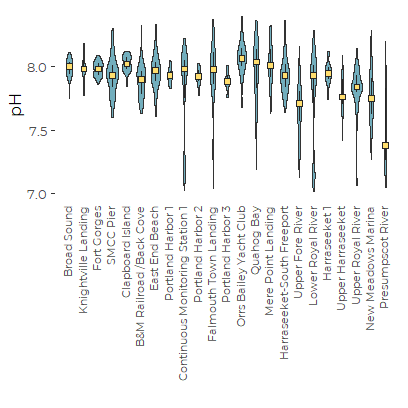 pH
8.0
7.5
7.0
Broad Sound
Knightville Landing
Fort Gorges
SMCC Pier
Clapboard Island
B&M Railroad / Back Cove
East End Beach
Portland Harbor 1
Continuous Monitoring Station 1
Portland Harbor 2
Falmouth Town Landing
Portland Harbor 3
Orrs Bailey Yacht Club
Quahog Bay
Mere Point Landing
Harraseeket-South Freeport
Upper Fore River
Lower Royal River
Harraseeket 1
Upper Harraseeket
Upper Royal River
New Meadows Marina
Presumpscot River